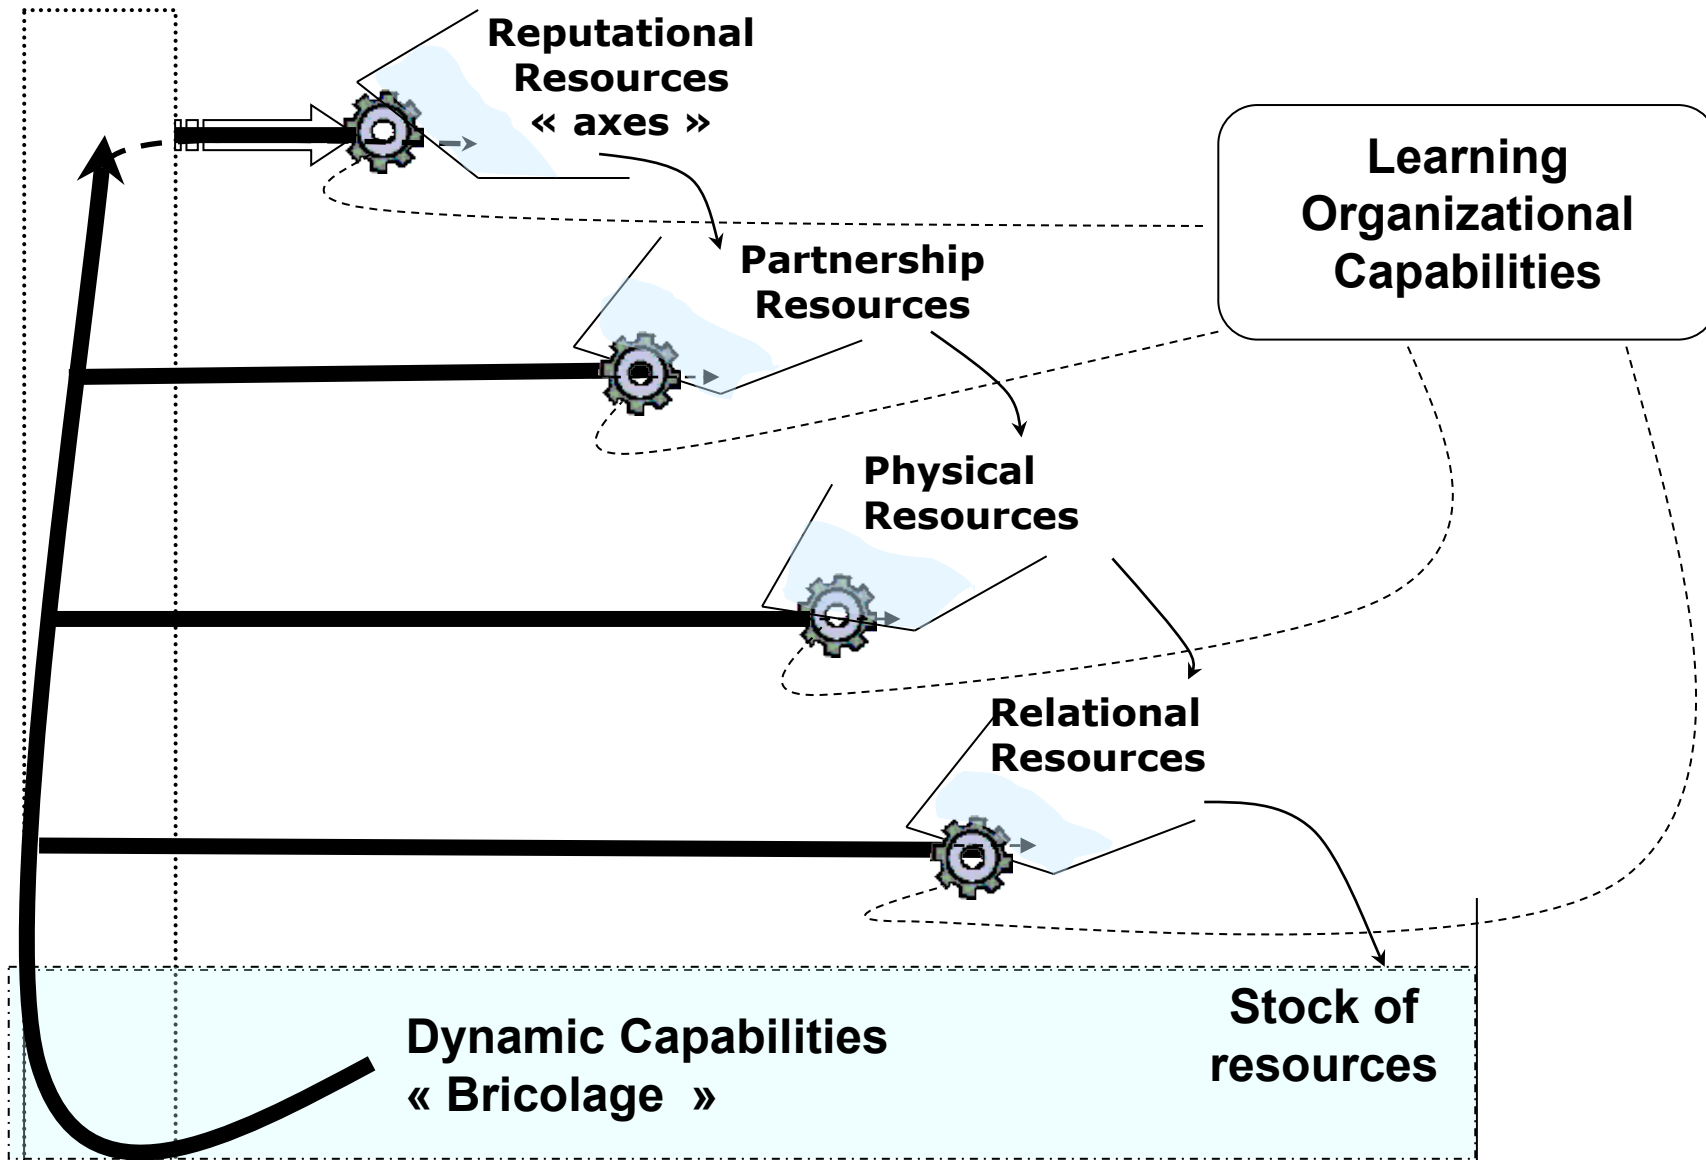 Reputational
Resources
« axes »
Learning
Organizational
Capabilities
Partnership
Resources
Physical
Resources
Relational
Resources
Stock of
resources
Dynamic Capabilities
« Bricolage  »